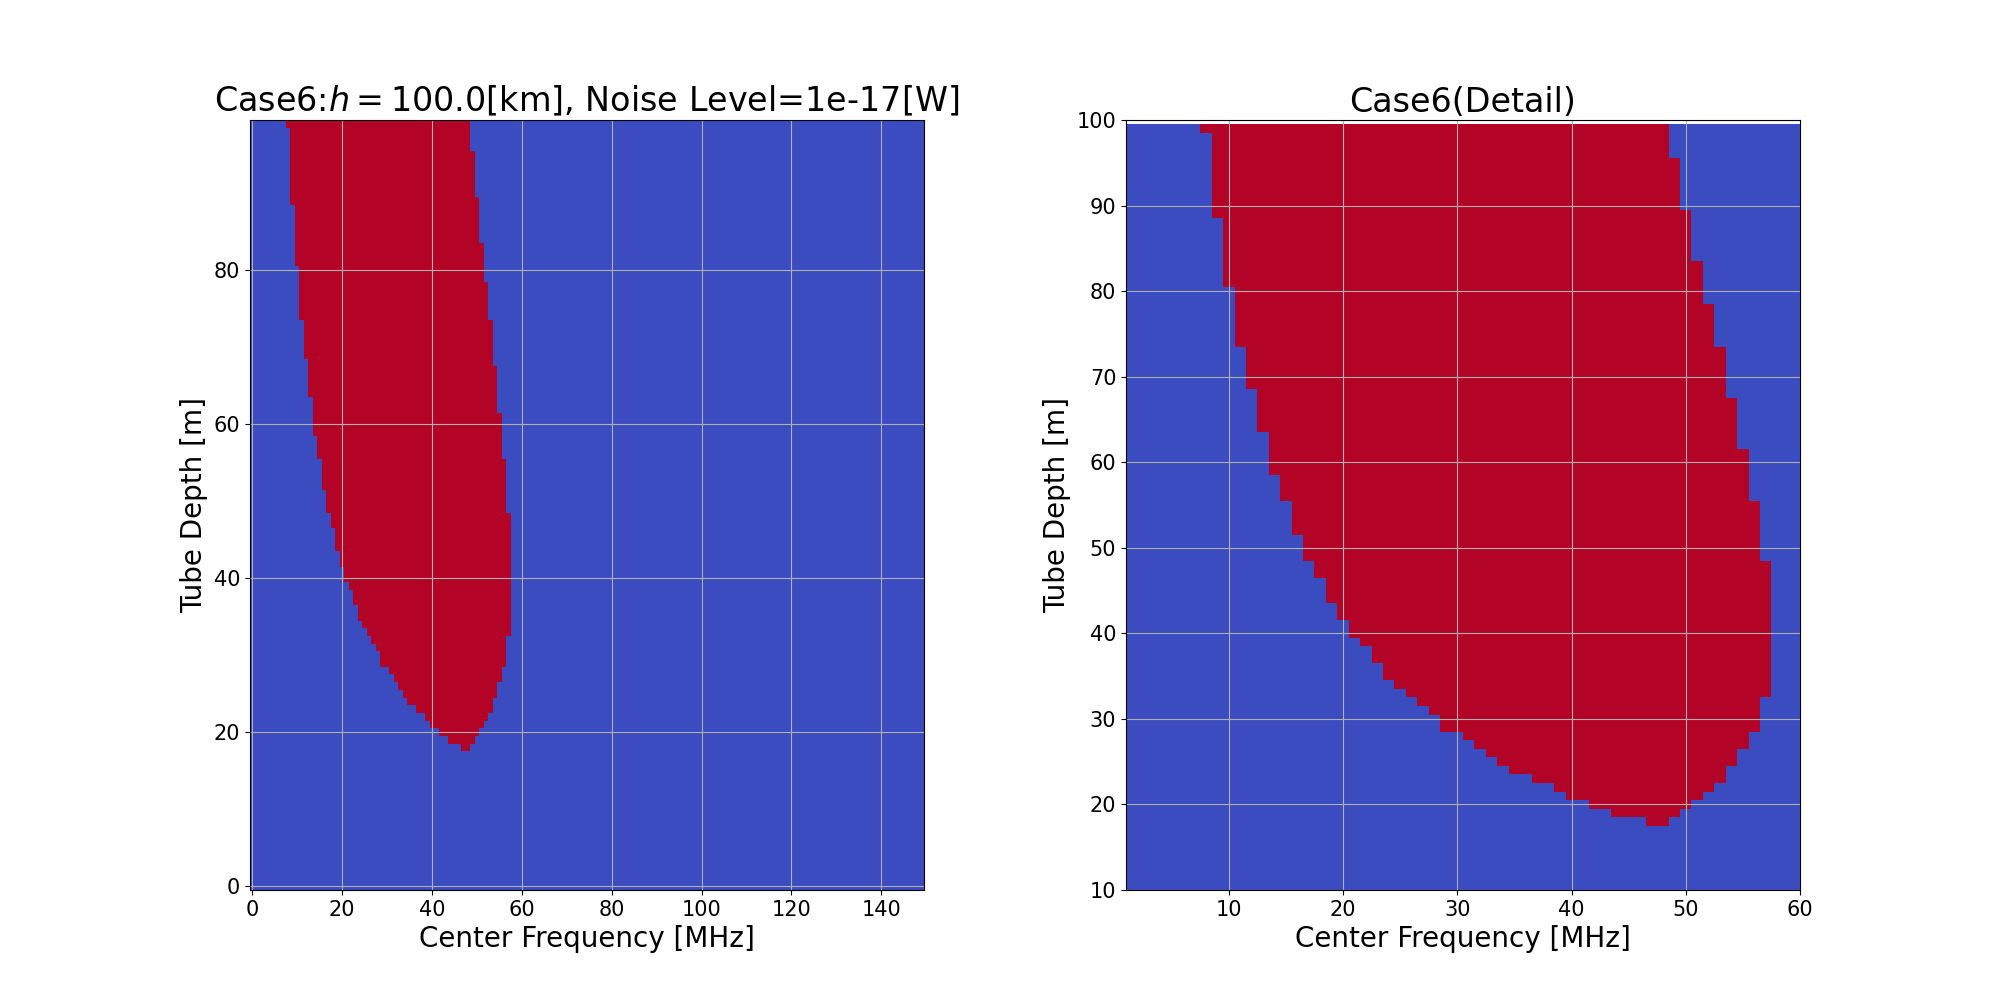 Case6:h = 100.0[km], Noise Level=1e-17[W]
Tube Depth [m]
80
60
40
20
0
0 20 40 60 80 100 120 140
Center Frequency [MHz]
Case6(Detail)
Tube Depth [m]
100
90
80
70
60
50
40
30
20
10
10 20 30 40 50 60
Center Frequency [MHz]